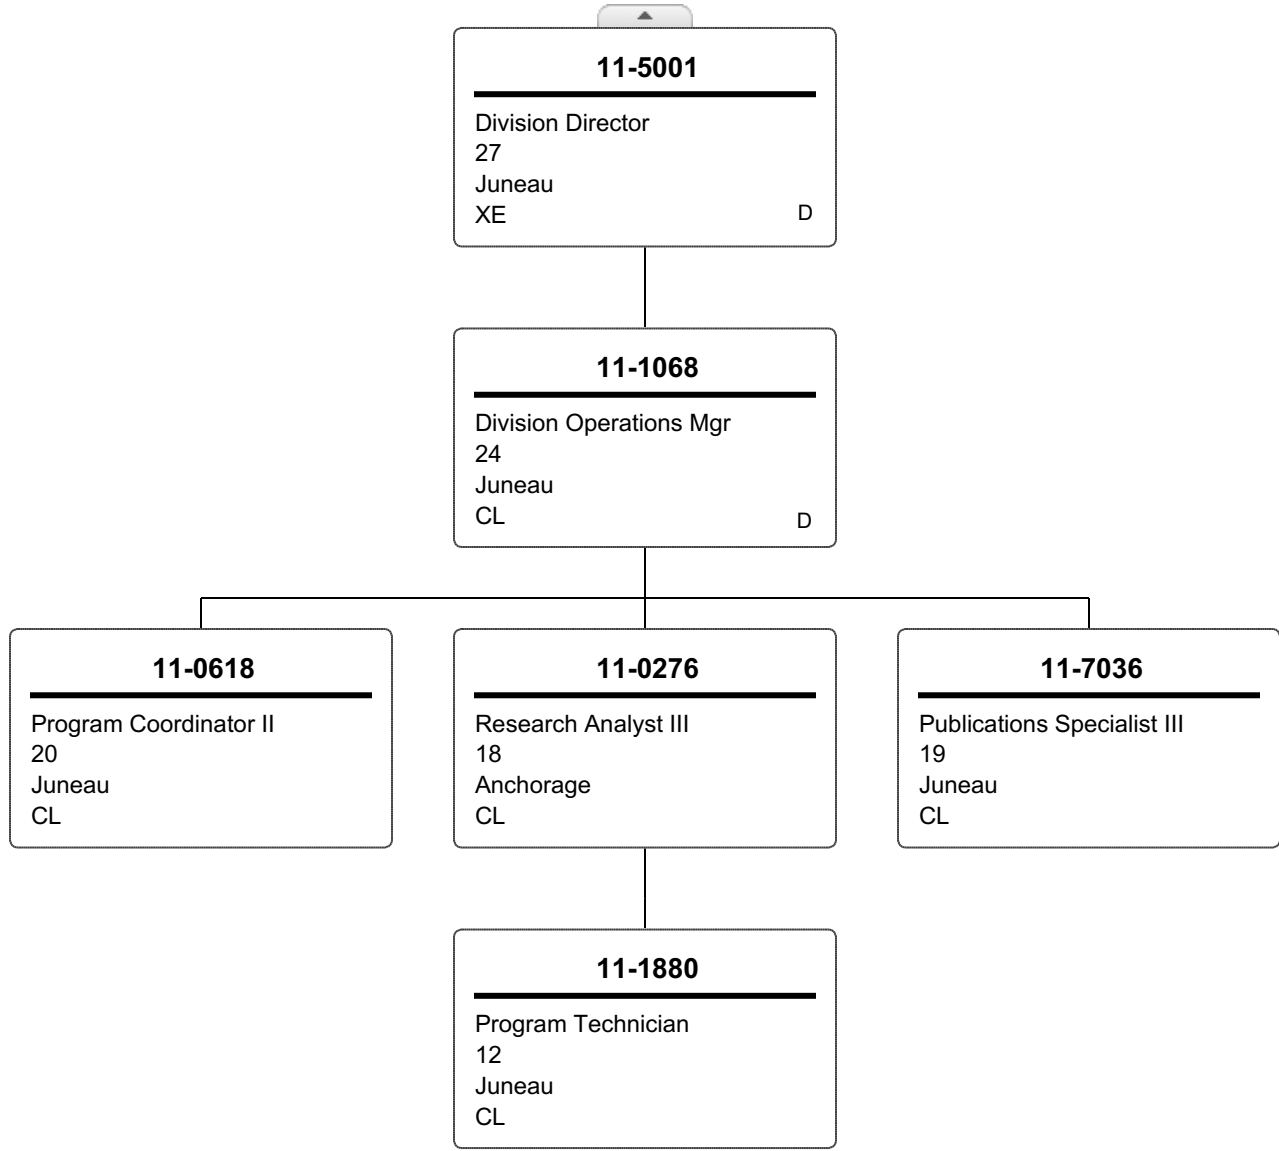 11-5001
Division Director
27
Juneau
XE D
11-1068
Division Operations Mgr
24
Juneau
CL D
11-0618
Program Coordinator II
20
Juneau
CL
11-0276
Research Analyst III
18
Anchorage
CL
11-7036
Publications Specialist III
19
Juneau
CL
11-1880
Program Technician
12
Juneau
CL